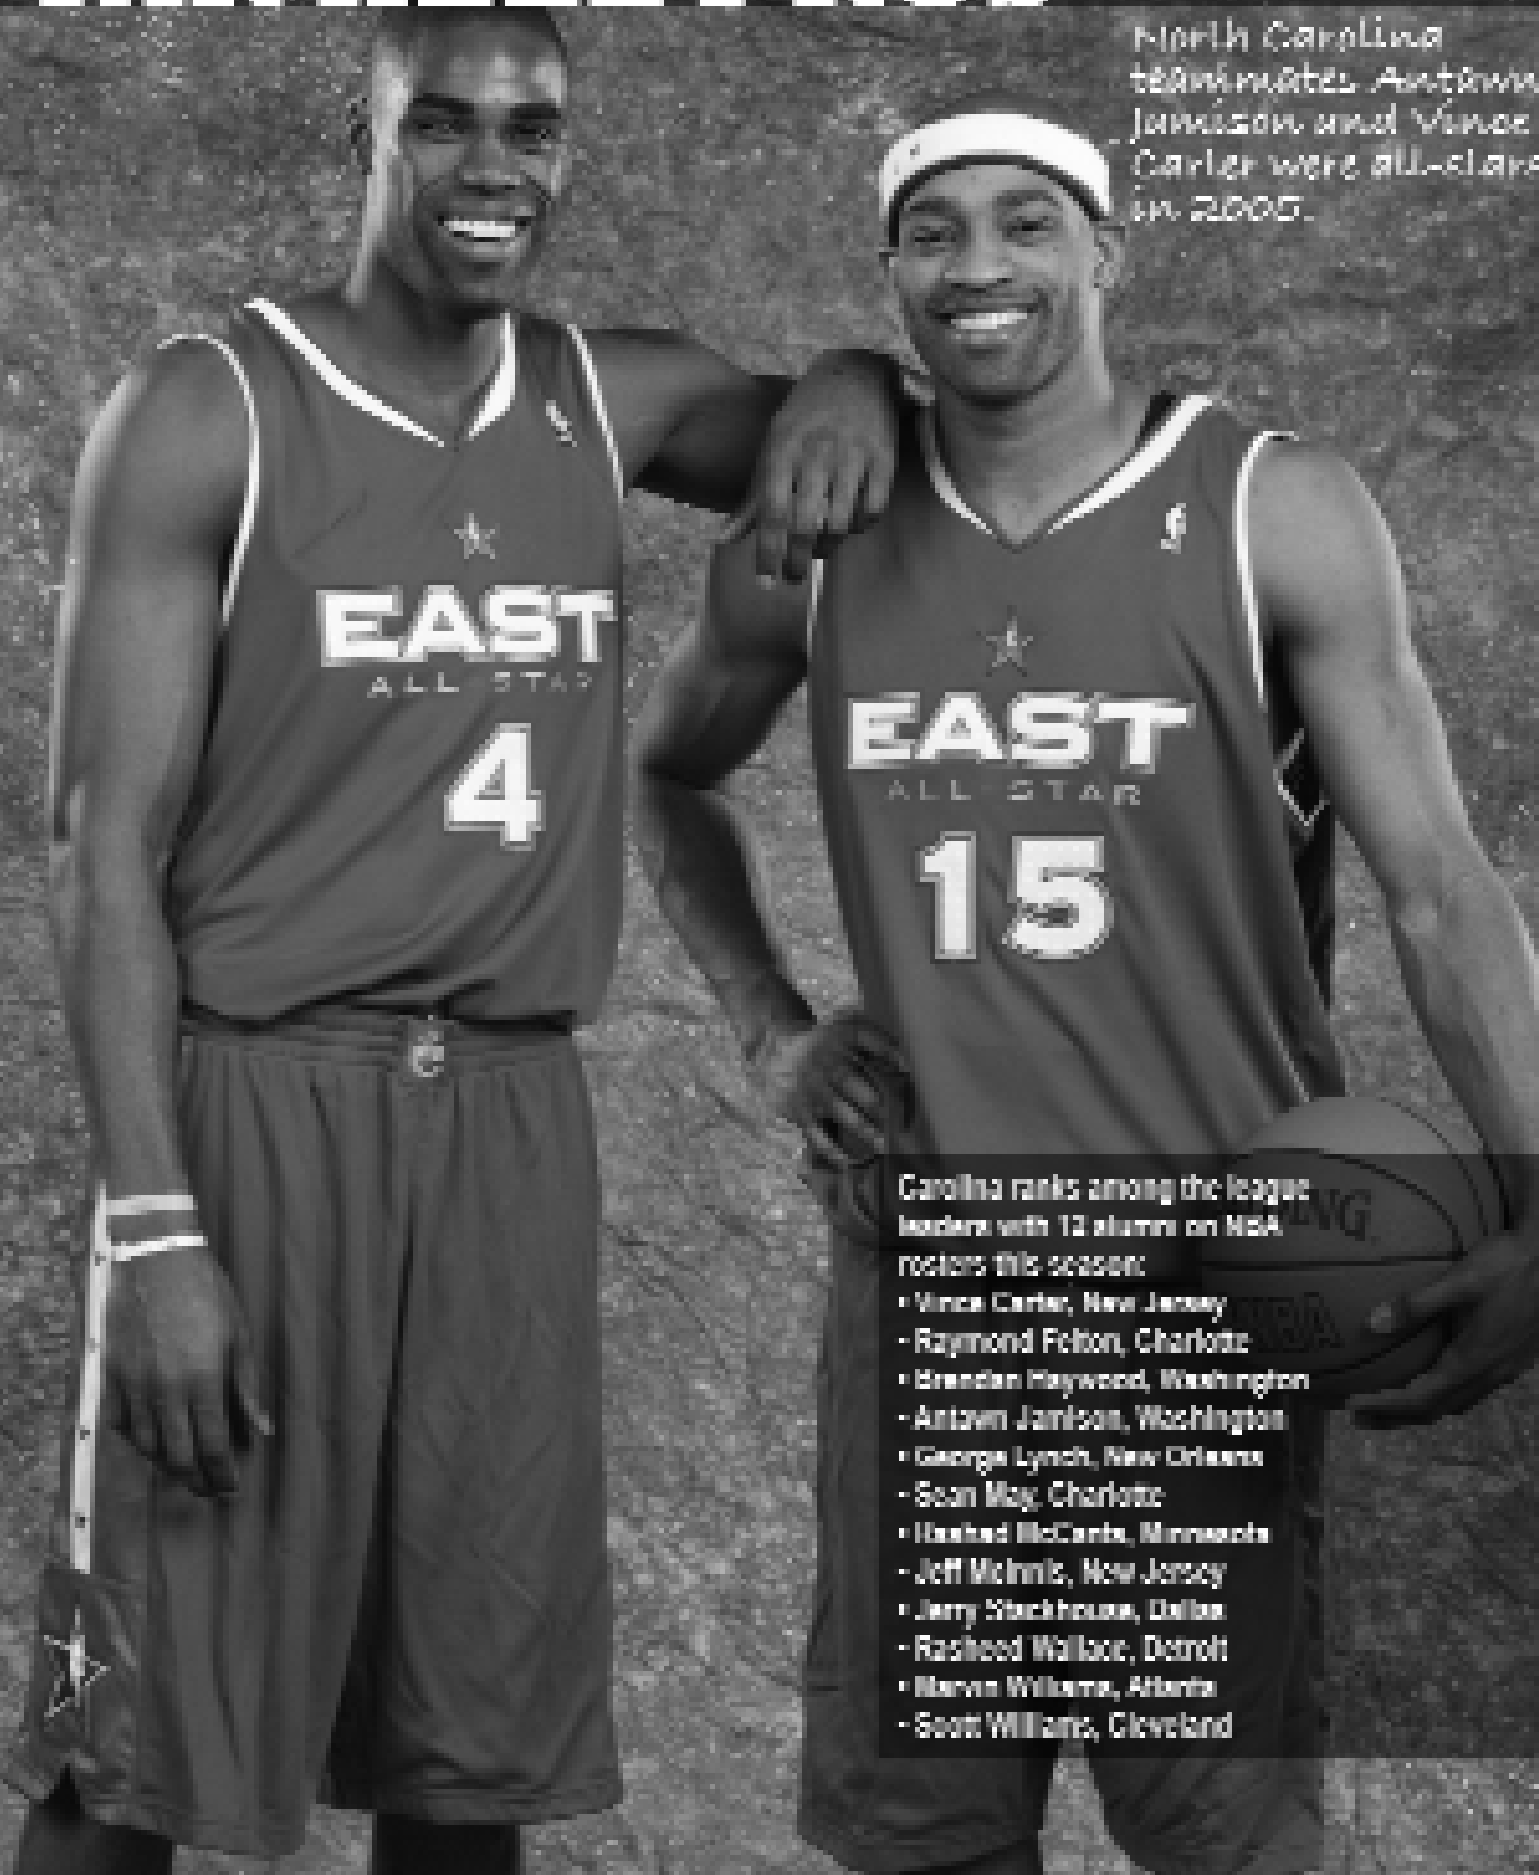 North Carolina
teammates Antawn
Jamison and Vince
Carter were all-stars
in 2005.
EAST
ALL STAR
4
EAST
ALL STAR
15
Carolina ranks among the league
leaders with 12 alumni on NBA
rosters this season:
• Vince Carter, New Jersey
• Raymond Felton, Charlotte
• Brendan Haywood, Washington
• Antawn Jamison, Washington
• George Lynch, New Orleans
• Sean May, Charlotte
• Rashad McCants, Minnesota
• Jeff McInnis, New Jersey
• Jerry Stackhouse, Dallas
• Rasheed Wallace, Detroit
• Marvin Williams, Atlanta
• Scott Williams, Cleveland
NBA